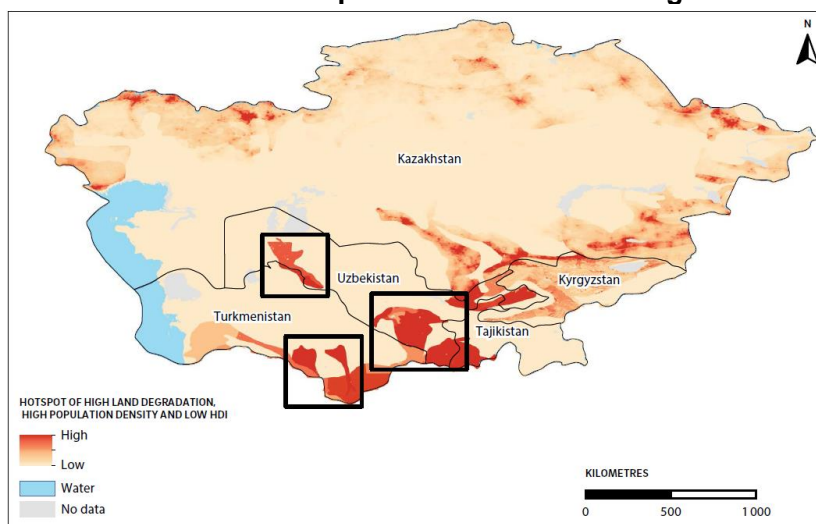 N
Kazakhstan
Uzbekistan
Kyrgyzstan
Turkmenistan
Tajikistan
HOTSPOT OF HIGH LAND DEGRADATION,
HIGH POPULATION DENSITY AND LOW HDI
High
Low
Water
No data
KILOMETRES
0 500 1 000